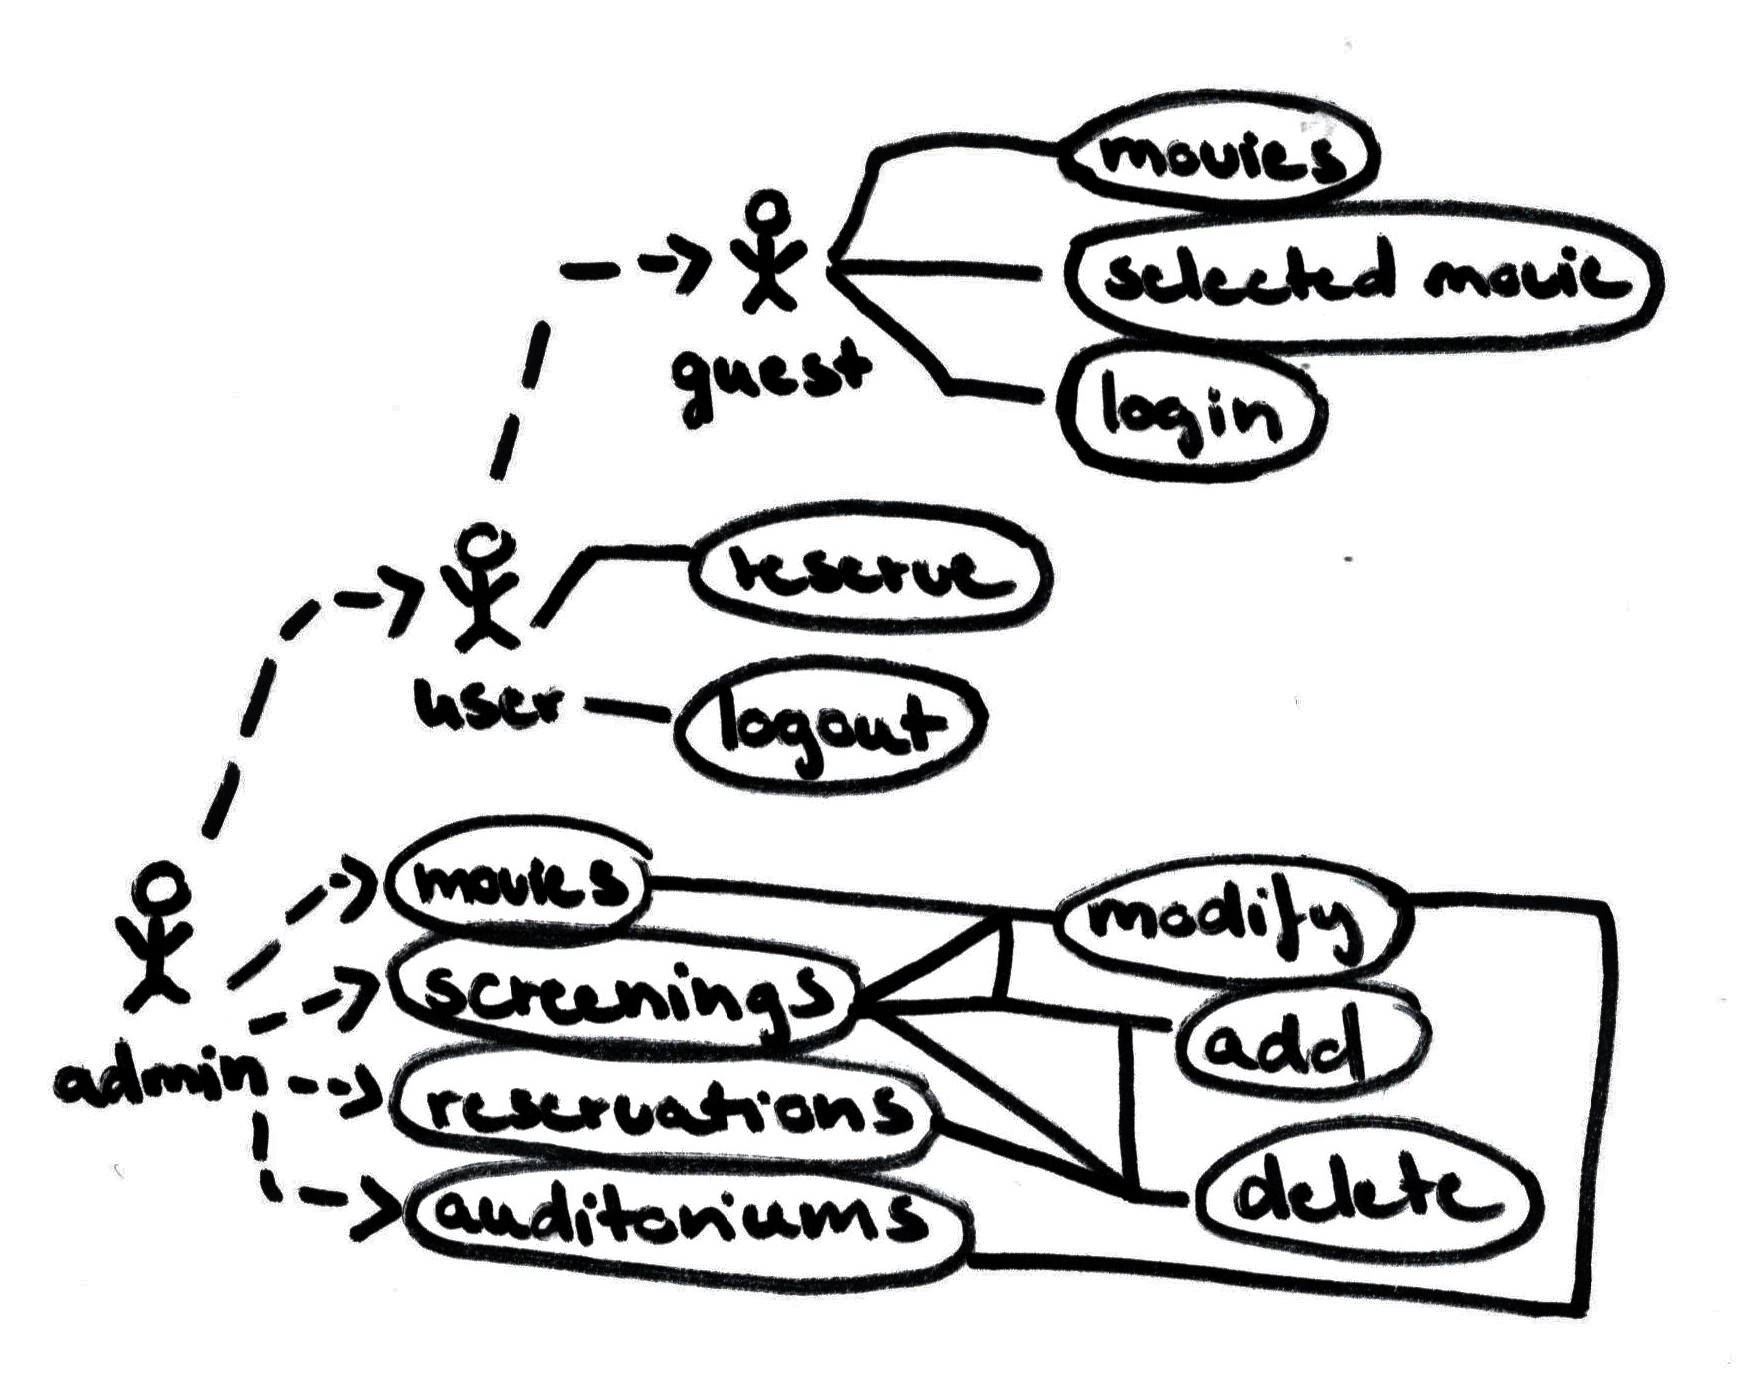 movies
selected movie
guest
login
reserve
user
logout
movies
modify
screenings
add
admin
reservations
delete
auditoriums